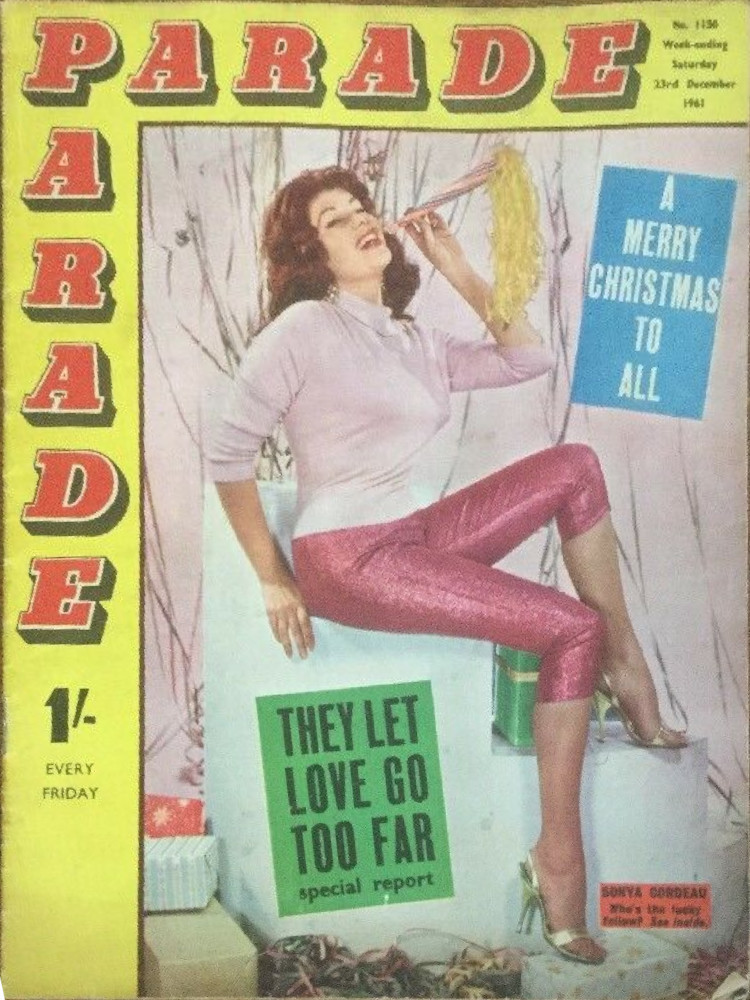 PARADE
No. 1150
Week-ending
Saturday
23rd December
1961
PARADE
1/-
EVERY
FRIDAY
A
MERRY
CHRISTMAS
TO
ALL
THEY LET
LOVE GO
TOO FAR
special report
SONYA CORDEAU
Who's the lucky
fellow? See inside.